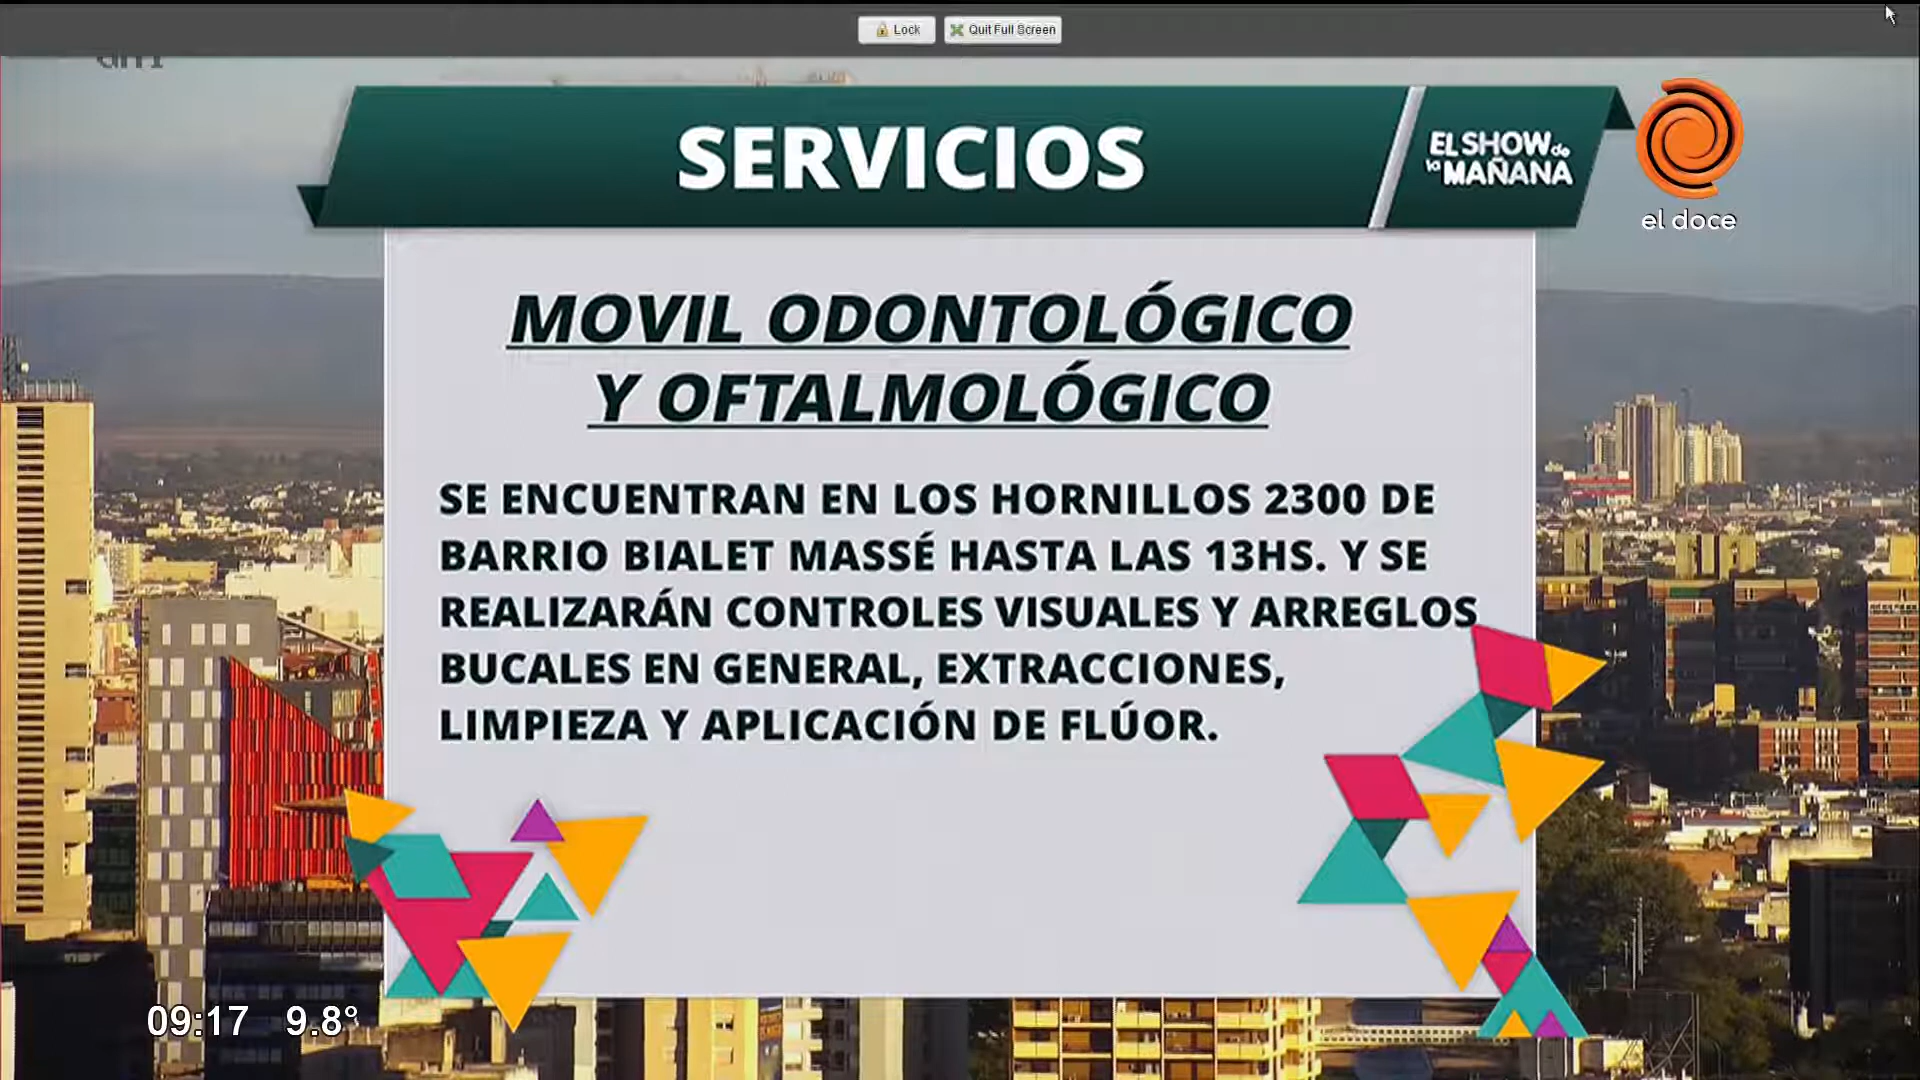 Lock
Quit Full Screen
SERVICIOS
EL SHOW de
la MAÑANA
el doce
MOVIL ODONTOLÓGICO
Y OFTALMOLÓGICO
SE ENCUENTRAN EN LOS HORNILLOS 2300 DE
BARRIO BIALET MASSÉ HASTA LAS 13HS. Y SE
REALIZARÁN CONTROLES VISUALES Y ARREGLOS
BUCALES EN GENERAL, EXTRACCIONES,
LIMPIEZA Y APLICACIÓN DE FLÚOR.
09:17 9.8°